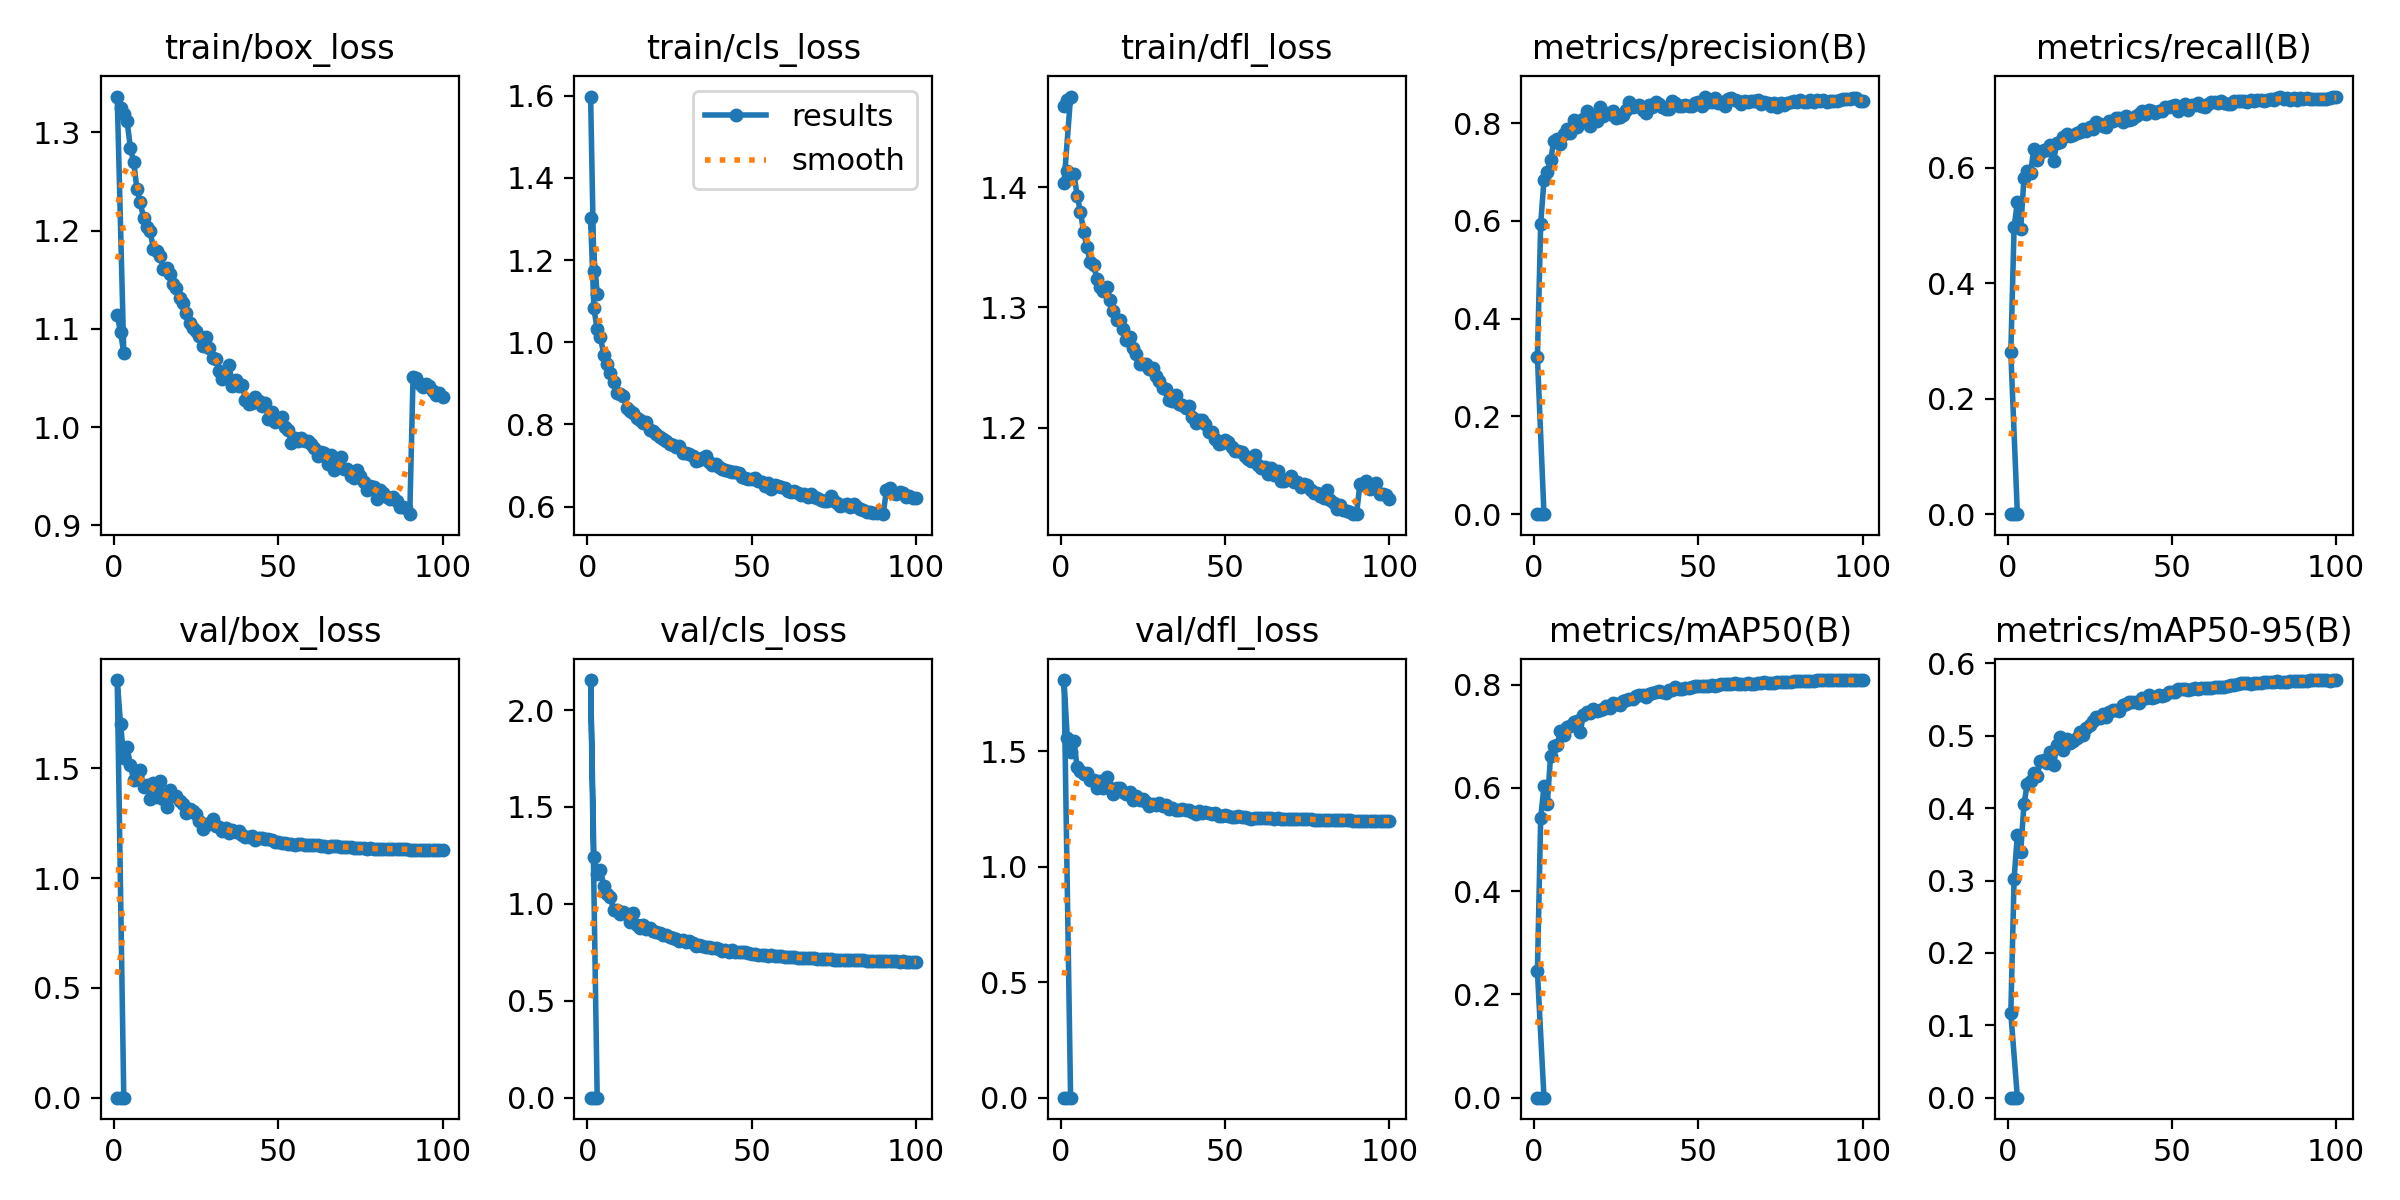 train/box_loss
1.3
1.2
1.1
1.0
0.9
0 50 100
train/cls_loss
results
smooth
1.6
1.4
1.2
1.0
0.8
0.6
0 50 100
train/dfl_loss
1.4
1.3
1.2
0 50 100
metrics/precision(B)
0.8
0.6
0.4
0.2
0.0
0 50 100
metrics/recall(B)
0.6
0.4
0.2
0.0
0 50 100
val/box_loss
1.5
1.0
0.5
0.0
0 50 100
val/cls_loss
2.0
1.5
1.0
0.5
0.0
0 50 100
val/dfl_loss
1.5
1.0
0.5
0.0
0 50 100
metrics/mAP50(B)
0.8
0.6
0.4
0.2
0.0
0 50 100
metrics/mAP50-95(B)
0.6
0.5
0.4
0.3
0.2
0.1
0.0
0 50 100